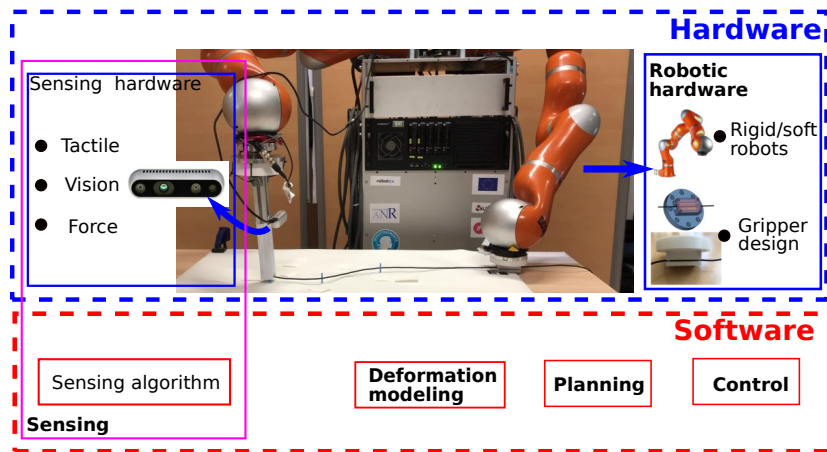 Hardware
Sensing hardware
Tactile
Vision
Force
Robotic
hardware
Rigid/soft
robots
Gripper
design
ANR
Software
Sensing algorithm
Deformation
modeling
Planning
Control
Sensing